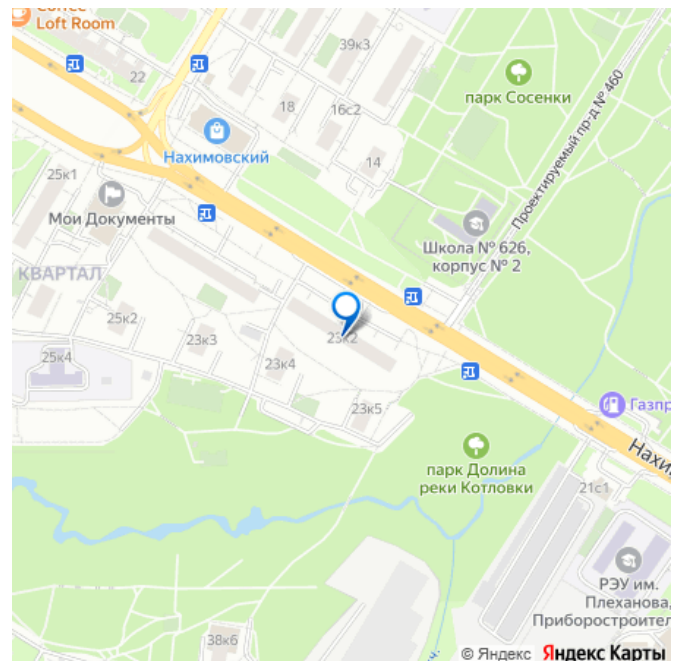 Coffee
Loft Room
39к3
22
парк Сосенки
18
16с2
Проектируемый пр-д № 460
Нахимовский
14
25к1
Мои Документы
Школа № 626,
корпус № 2
КВАРТАЛ
25к2
23к3
23к2
25к4
23к4
23к5
Газпр
парк Долина
реки Котловки
Нахи
21с1
РЭУ им.
Плеханова,
Приборостроител
38к6
© Яндекс Яндекс Карты